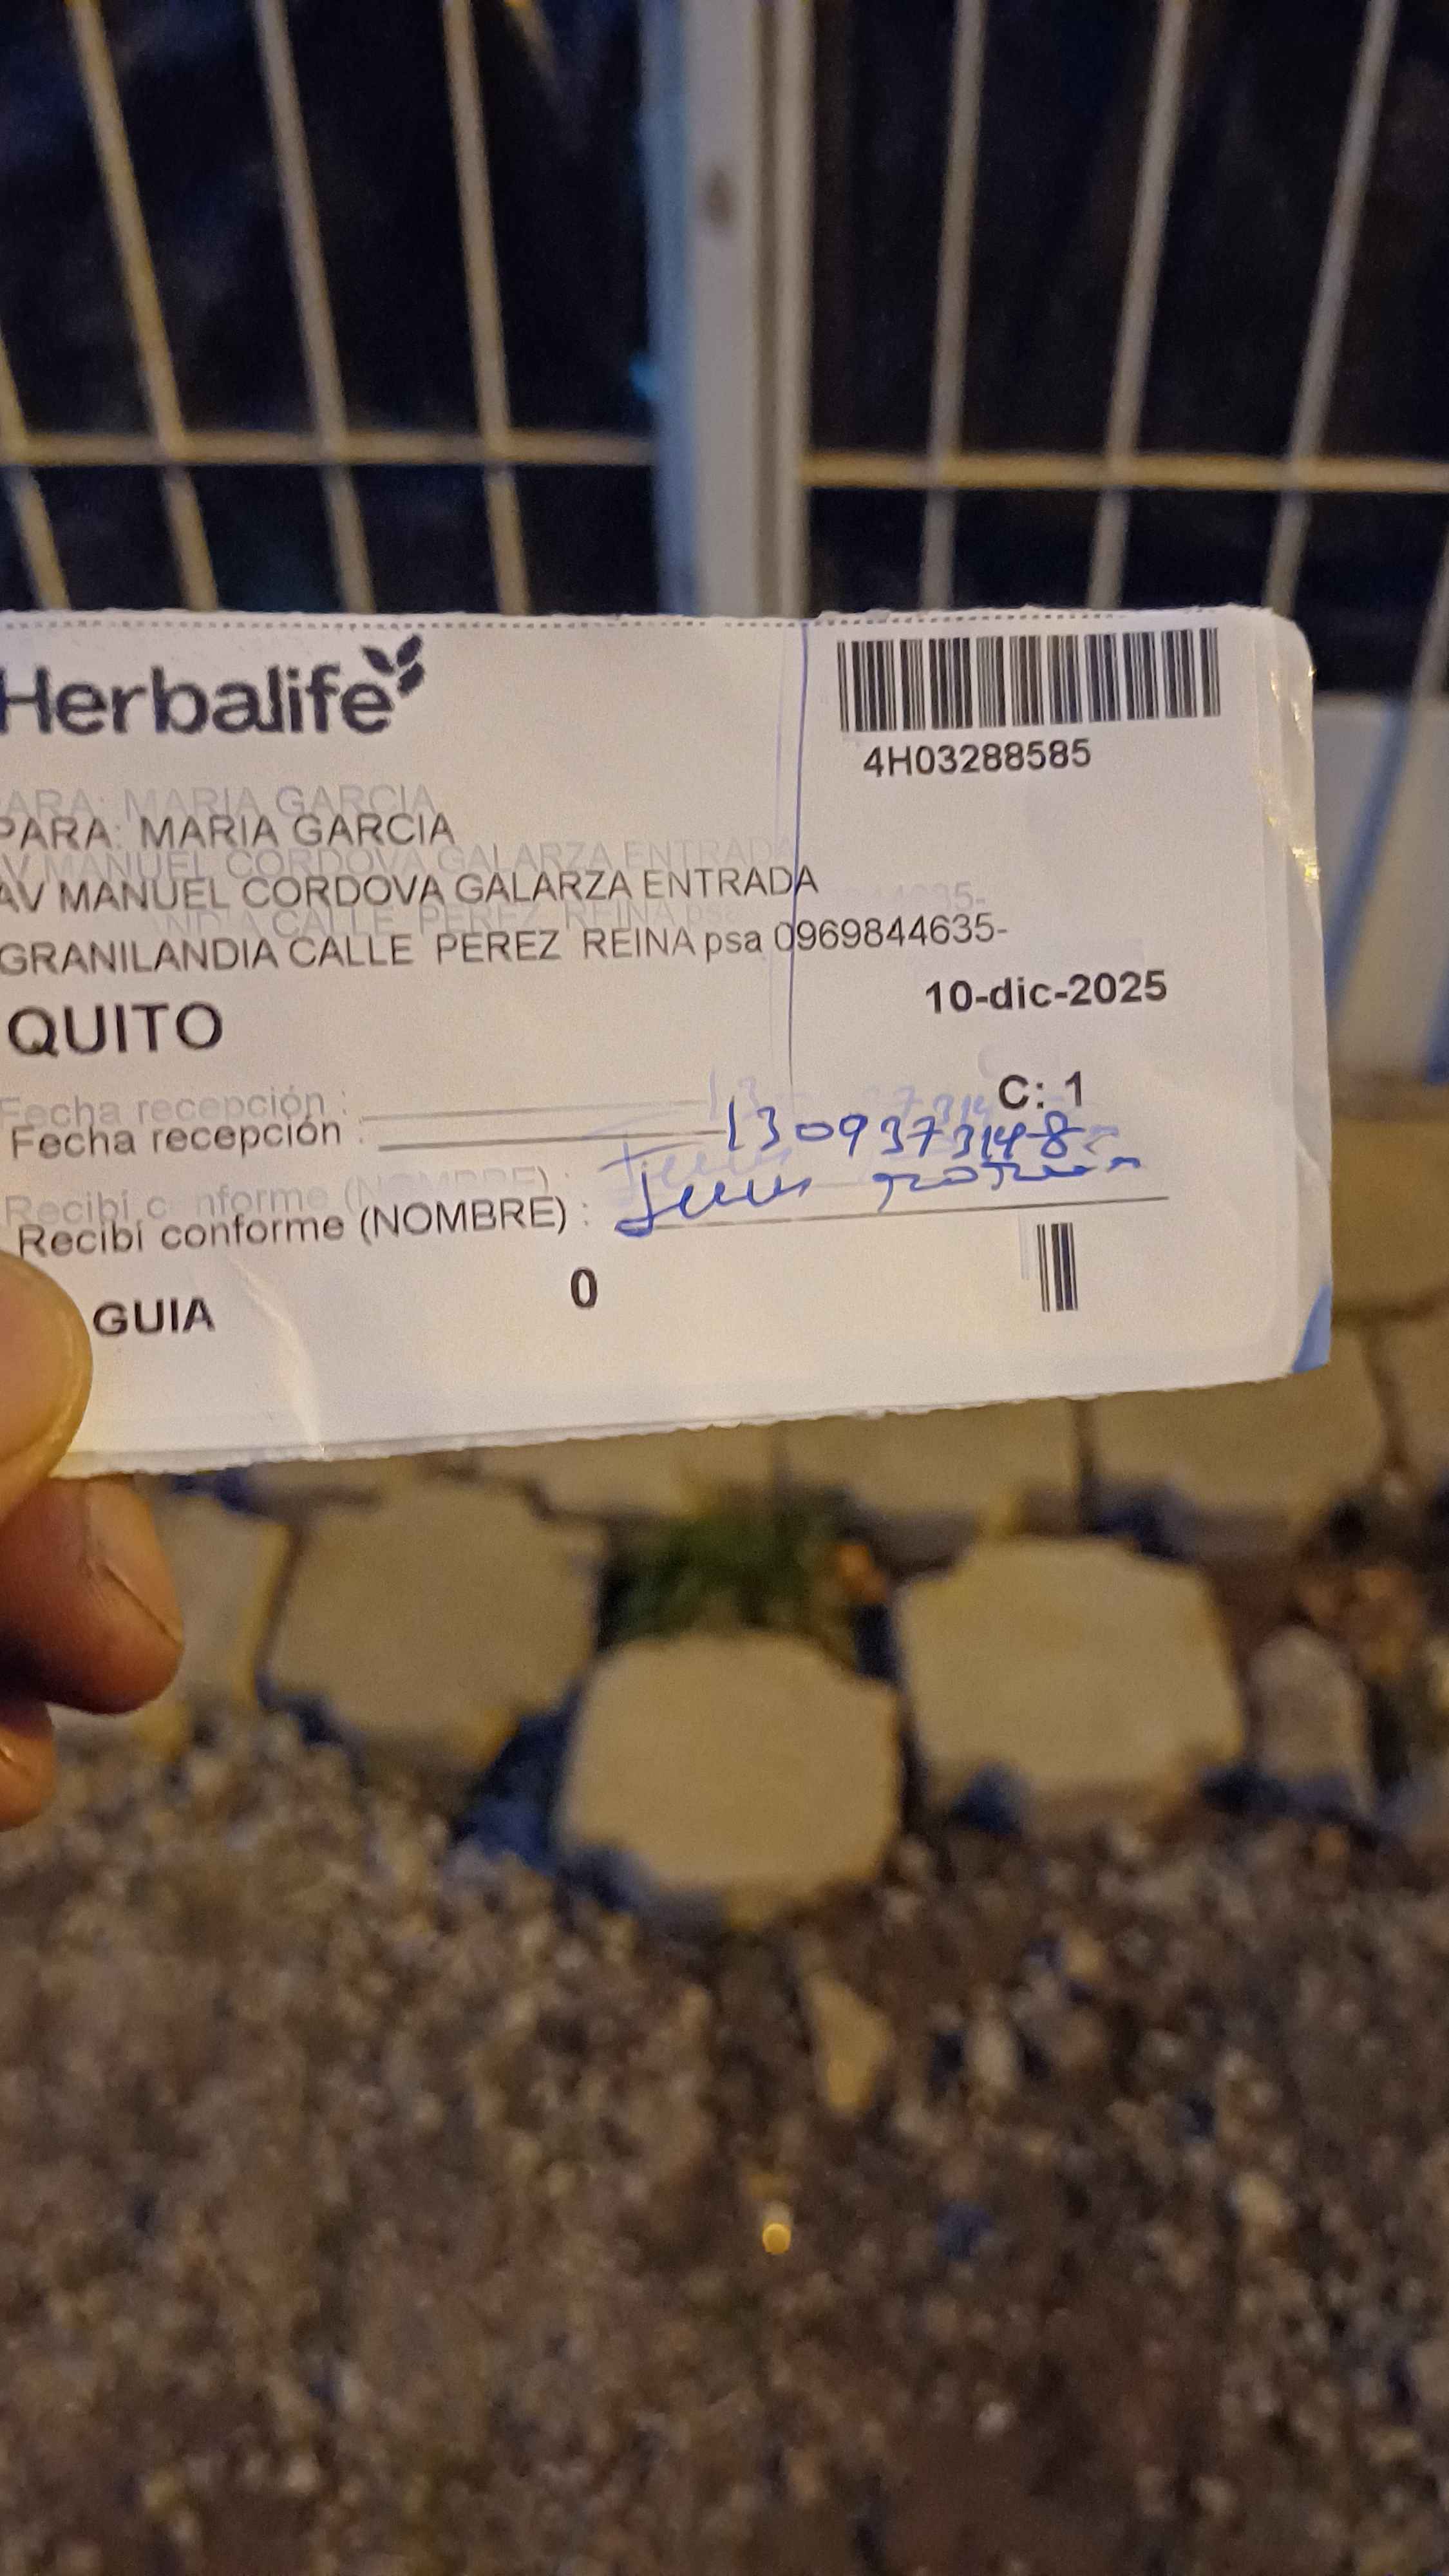 Herbalife
4H03288585
PARA: MARIA GARCIA
AV MANUEL CORDOVA GALARZA ENTRADA
GRANILANDIA CALLE PEREZ REINA psa 0969844635-
QUITO
10-dic-2025
C: 1
Fecha recepción :
1309373148
Recibí conforme (NOMBRE) :
GUIA
0